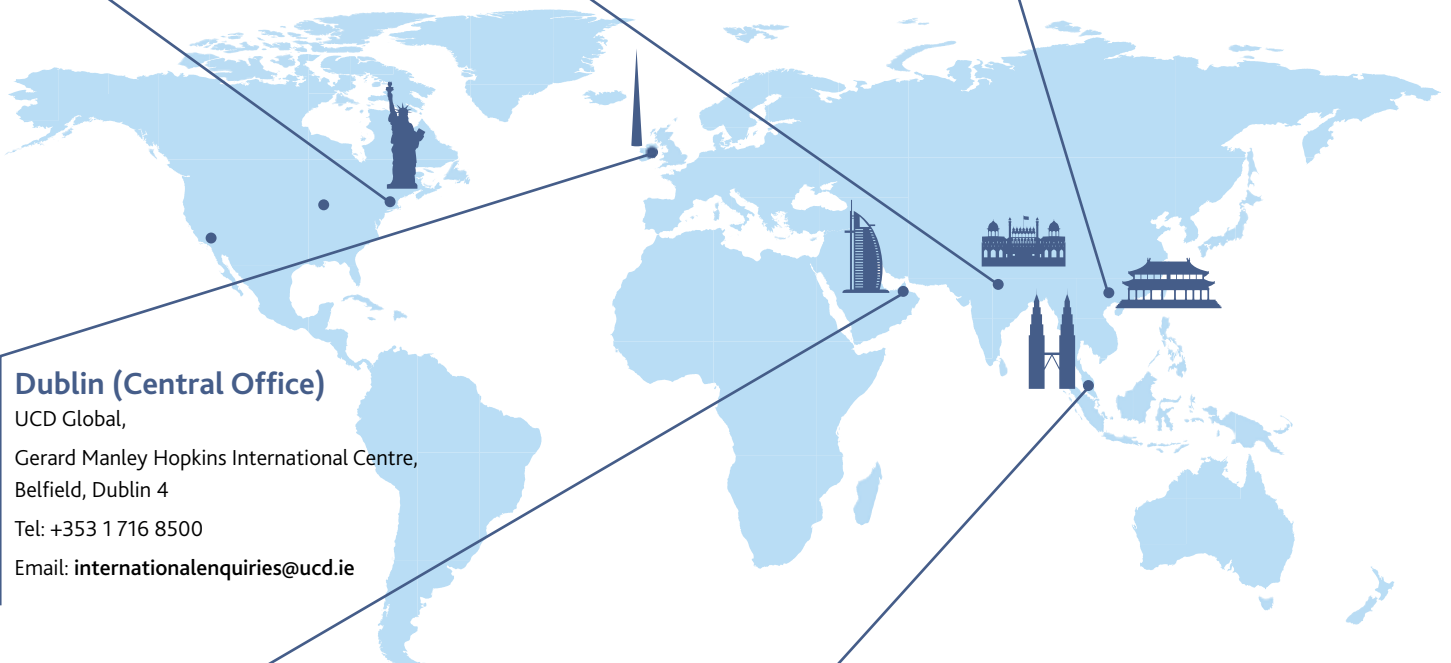 Dublin (Central Office)
UCD Global,
Gerard Manley Hopkins International Centre,
Belfield, Dublin 4
Tel: +353 1 716 8500
Email: internationalenquiries@ucd.ie